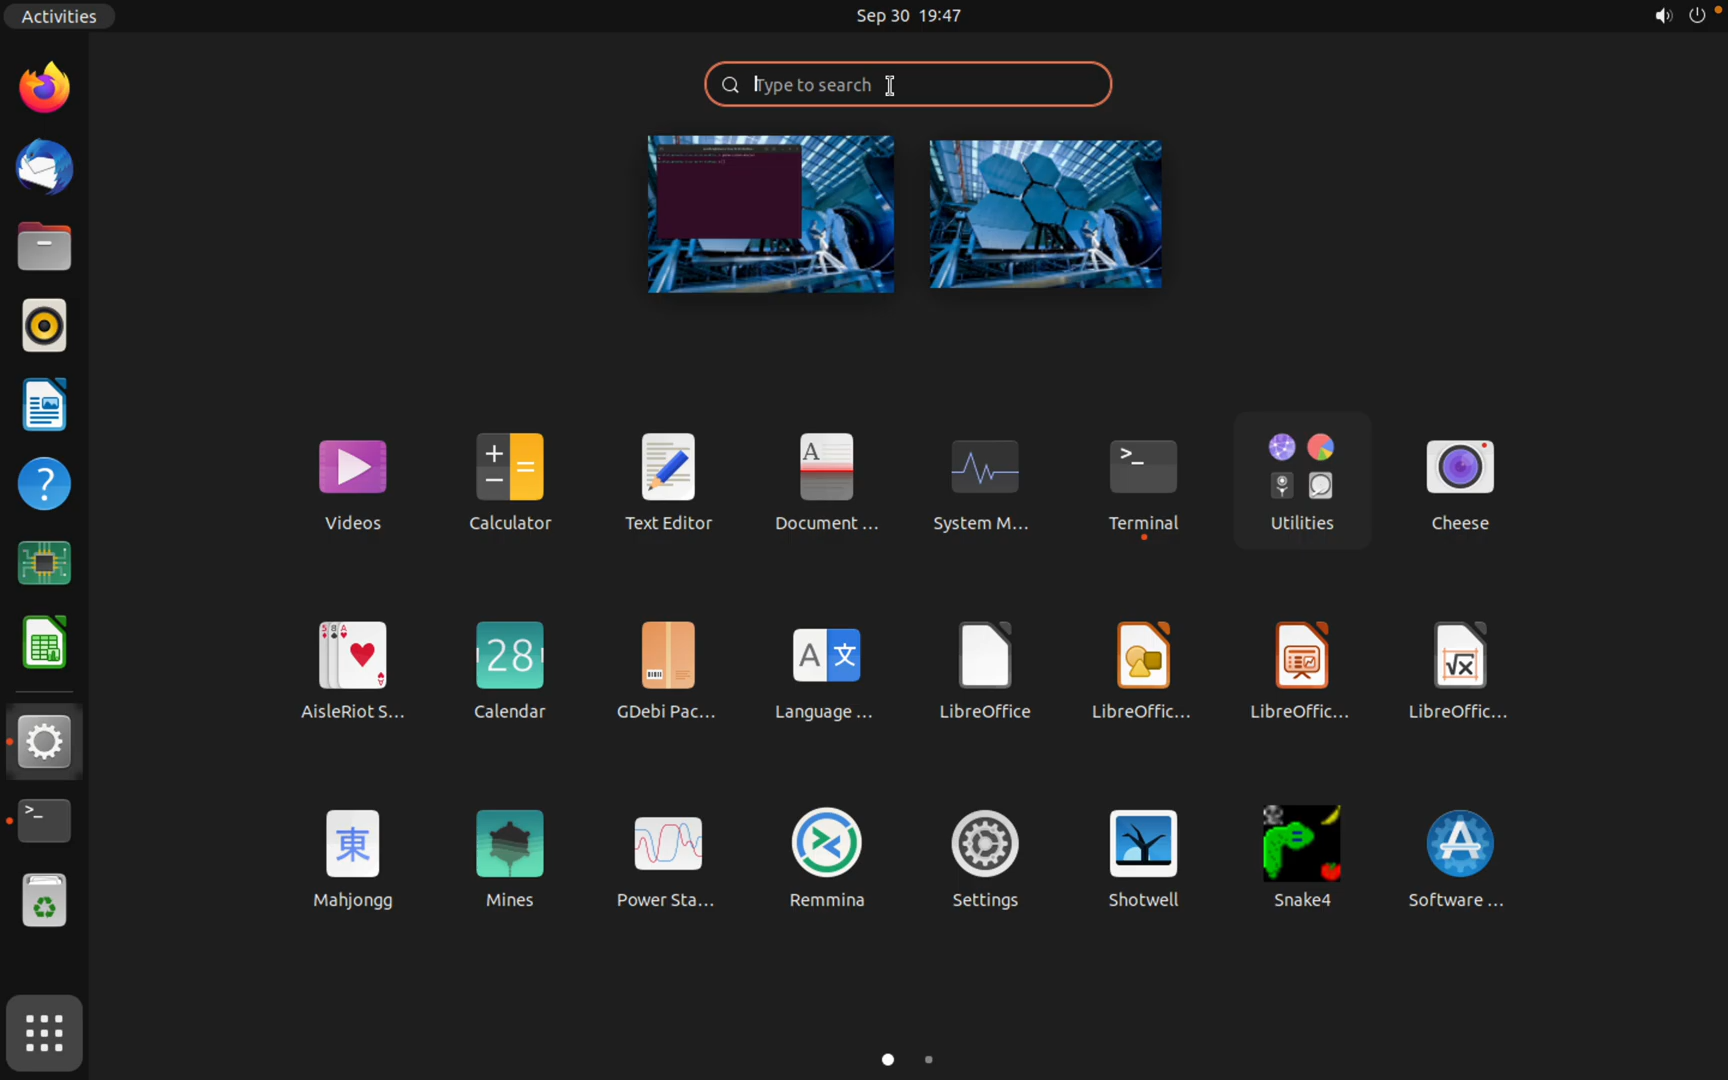 Activities
Sep 30 19:47
Type to search
Videos
Calculator
Text Editor
Document ...
System M...
Terminal
Utilities
Cheese
AisleRiot S...
Calendar
28
GDebi Pac...
Language ...
LibreOffice
LibreOffic...
LibreOffic...
LibreOffic...
Mahjongg
Mines
Power Sta...
Remmina
Settings
Shotwell
Snake4
Software ...